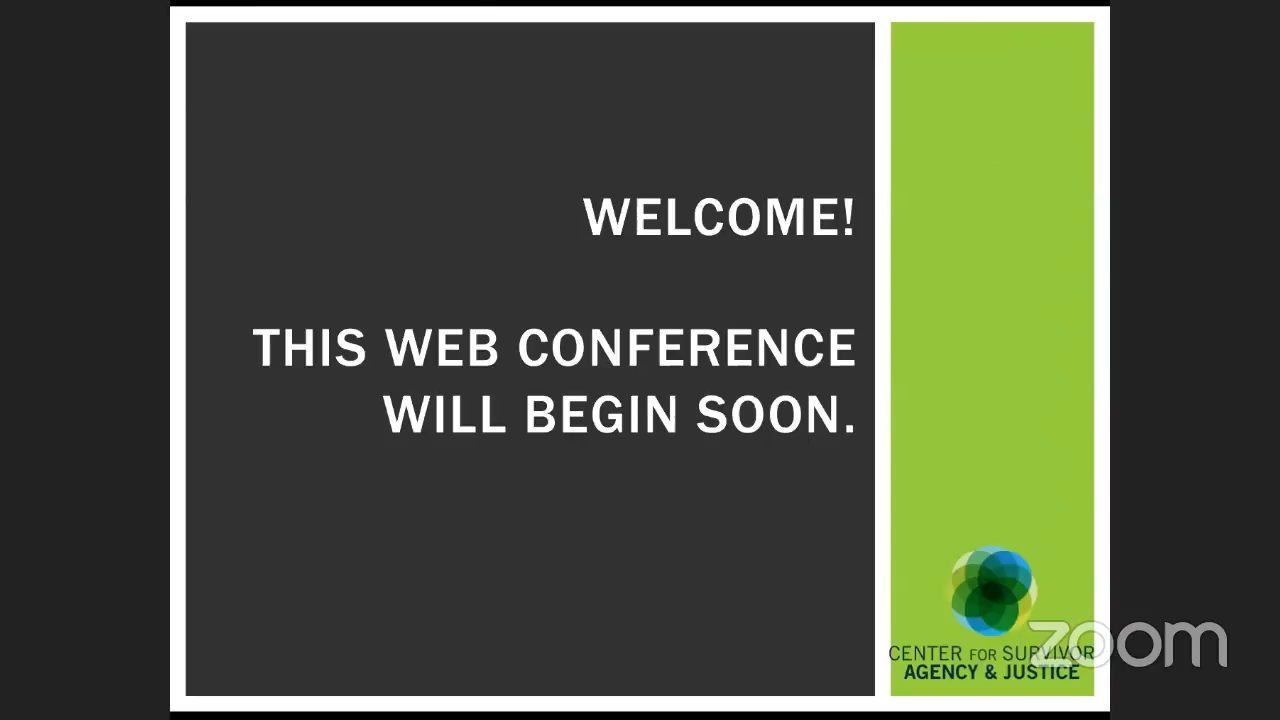 WELCOME!
THIS WEB CONFERENCE
WILL BEGIN SOON.
CENTER FOR SURVIVOR
AGENCY & JUSTICE
zoom